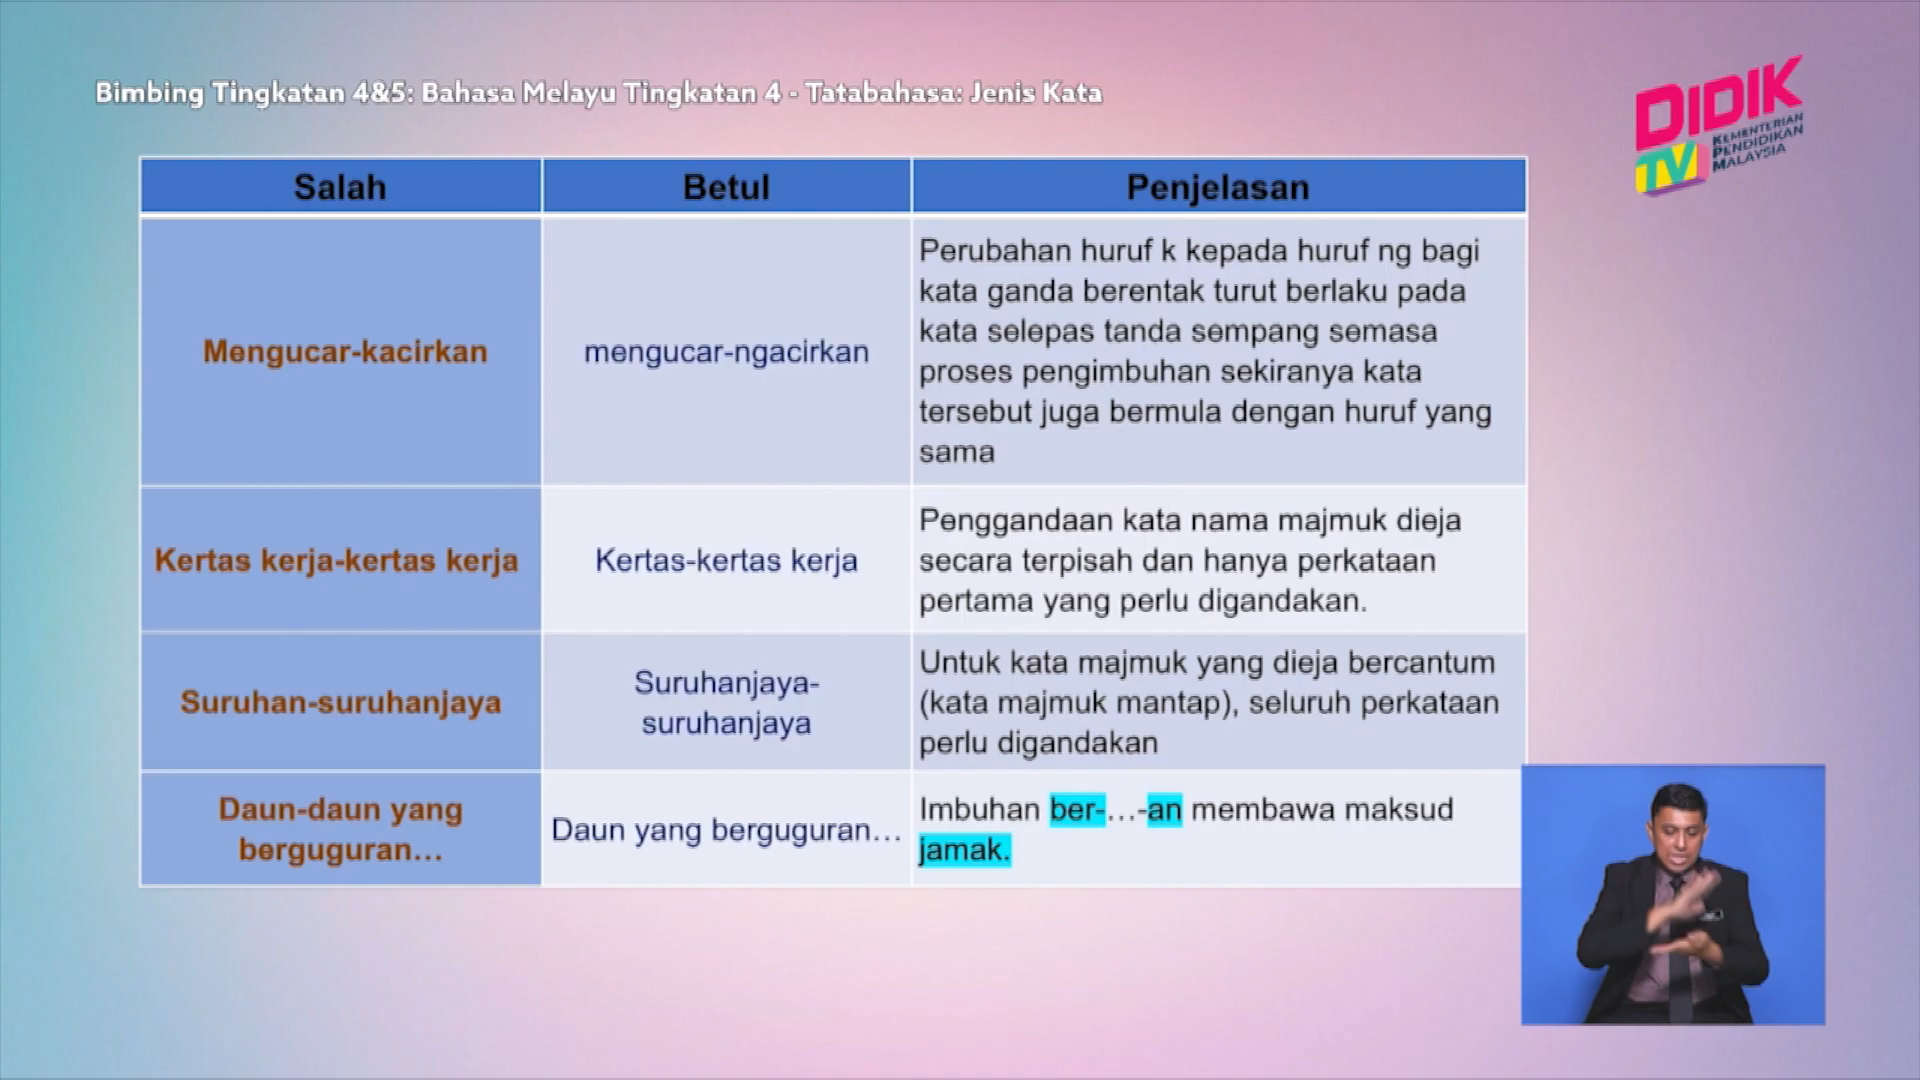 Bimbing Tingkatan 4&5: Bahasa Melayu Tingkatan 4 - Tatabahasa: Jenis Kata
DIDIK
TV
KEMENTERIAN
PENDIDIKAN
MALAYSIA
Salah
Betul
Penjelasan
Mengucar-kacirkan
mengucar-ngacirkan
Perubahan huruf k kepada huruf ng bagi
kata ganda berentak turut berlaku pada
kata selepas tanda sempang semasa
proses pengimbuhan sekiranya kata
tersebut juga bermula dengan huruf yang
sama
Kertas kerja-kertas kerja
Kertas-kertas kerja
Penggandaan kata nama majmuk dieja
secara terpisah dan hanya perkataan
pertama yang perlu digandakan.
Suruhan-suruhanjaya
Suruhanjaya-
suruhanjaya
Untuk kata majmuk yang dieja bercantum
(kata majmuk mantap), seluruh perkataan
perlu digandakan
Daun-daun yang
berguguran...
Daun yang berguguran...
Imbuhan ber-...-an membawa maksud
jamak.